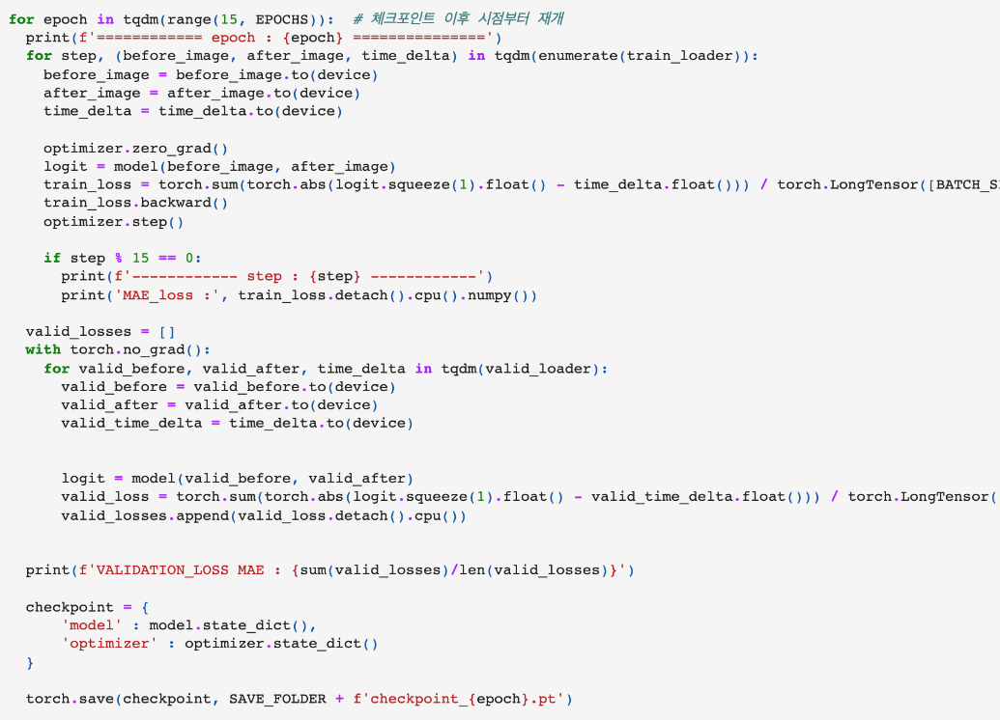 for epoch in tqdm(range(15, EPOCHS)):  # 체크포인트 이후 시점부터 재개
  print(f'============ epoch : {epoch} ===============')
  for step, (before_image, after_image, time_delta) in tqdm(enumerate(train_loader)):
    before_image = before_image.to(device)
    after_image = after_image.to(device)
    time_delta = time_delta.to(device)

    optimizer.zero_grad()
    logit = model(before_image, after_image)
    train_loss = torch.sum(torch.abs(logit.squeeze(1).float() - time_delta.float())) / torch.LongTensor([BATCH_S
    train_loss.backward()
    optimizer.step()

    if step % 15 == 0:
      print(f'------------ step : {step} ------------')
      print('MAE_loss :', train_loss.detach().cpu().numpy())

  valid_losses = []
  with torch.no_grad():
    for valid_before, valid_after, time_delta in tqdm(valid_loader):
      valid_before = valid_before.to(device)
      valid_after = valid_after.to(device)
      valid_time_delta = time_delta.to(device)


      logit = model(valid_before, valid_after)
      valid_loss = torch.sum(torch.abs(logit.squeeze(1).float() - valid_time_delta.float())) / torch.LongTensor(
      valid_losses.append(valid_loss.detach().cpu())


  print(f'VALIDATION_LOSS MAE : {sum(valid_losses)/len(valid_losses)}')

  checkpoint = {
      'model' : model.state_dict(),
      'optimizer' : optimizer.state_dict()
  }

  torch.save(checkpoint, SAVE_FOLDER + f'checkpoint_{epoch}.pt')